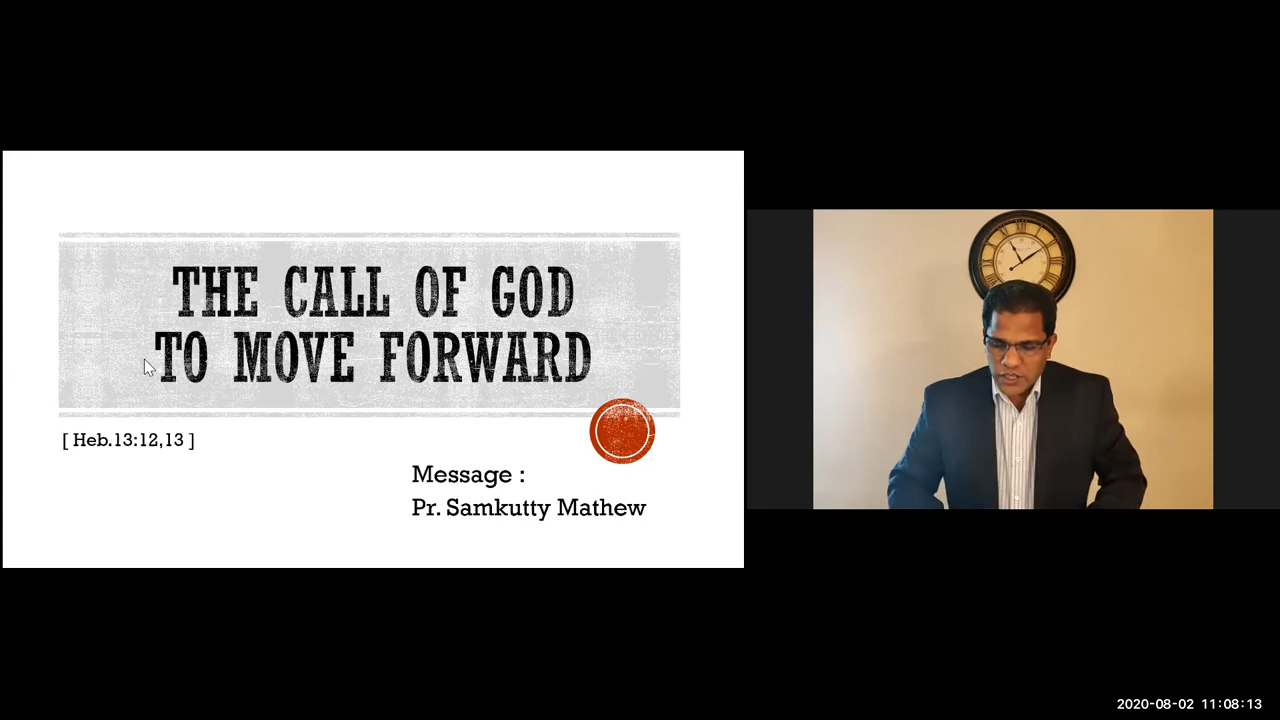 THE CALL OF GOD
TO MOVE FORWARD
[ Heb.13:12,13 ]
Message :
Pr. Samkutty Mathew
2020-08-02 11:08:13